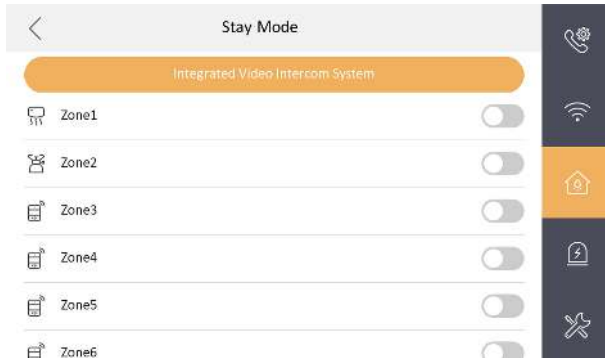 Stay Mode
Integrated Video Intercom System
Zone1
Zone2
Zone3
Zone4
Zone5
Zone6